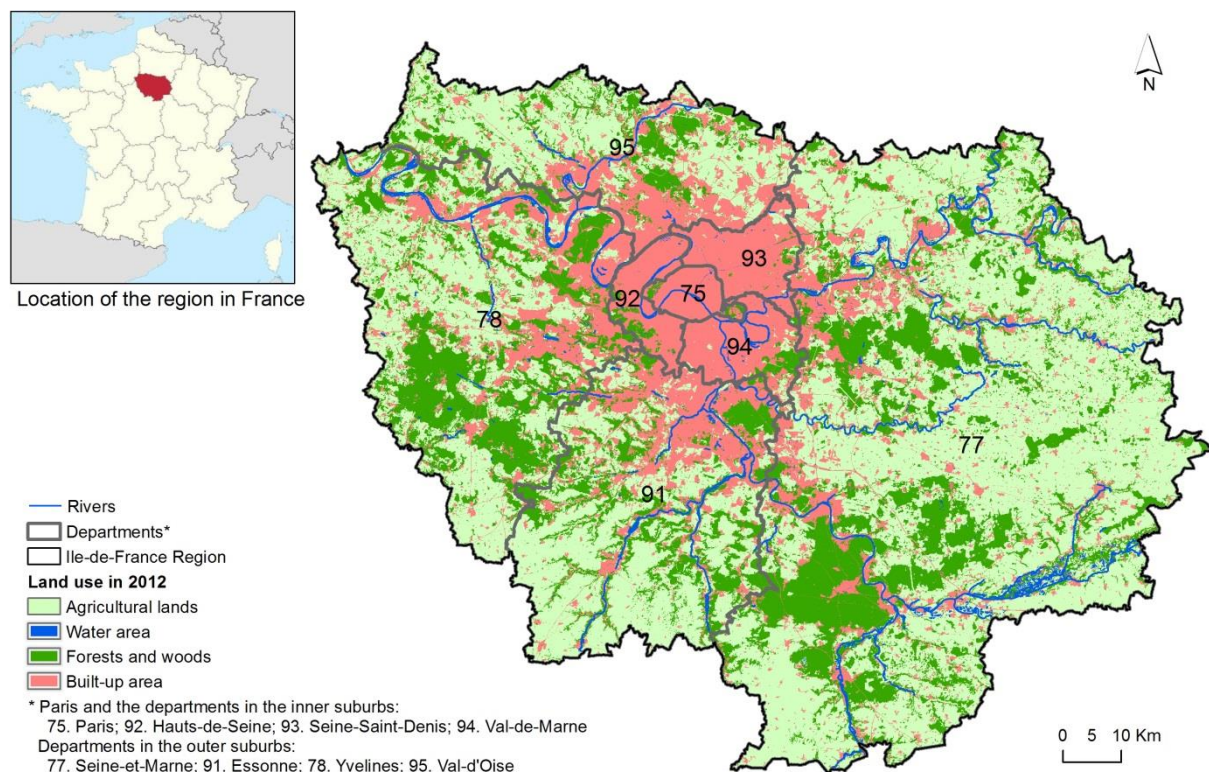 N
95
93
75
92
78
94
77
91
Location of the region in France
Rivers
Departments*
Ile-de-France Region
Land use in 2012
Agricultural lands
Water area
Forests and woods
Built-up area
* Paris and the departments in the inner suburbs:
75. Paris; 92. Hauts-de-Seine; 93. Seine-Saint-Denis; 94. Val-de-Marne
Departments in the outer suburbs:
77. Seine-et-Marne; 91. Essonne; 78. Yvelines; 95. Val-d'Oise
0 5 10 Km